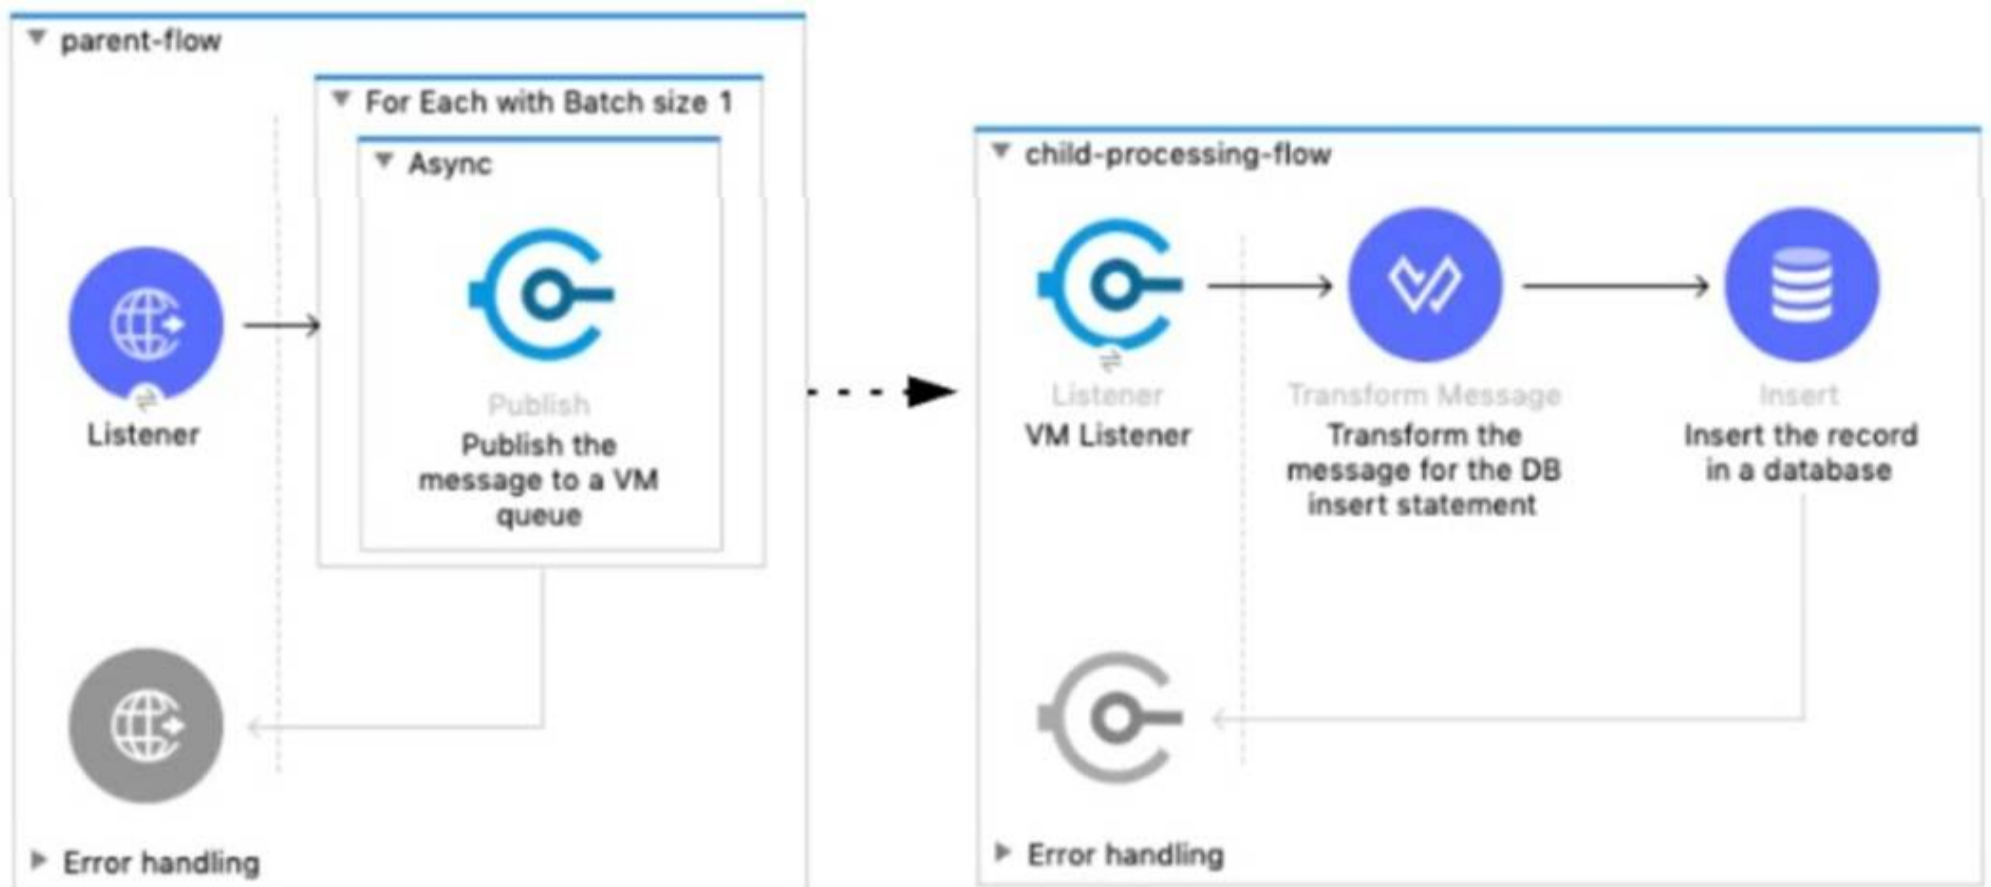 parent-flow
For Each with Batch size 1
Async
Listener
Publish
Publish the
message to a VM
queue
Error handling
child-processing-flow
Listener
VM Listener
Transform Message
Transform the
message for the DB
insert statement
Insert
Insert the record
in a database
Error handling